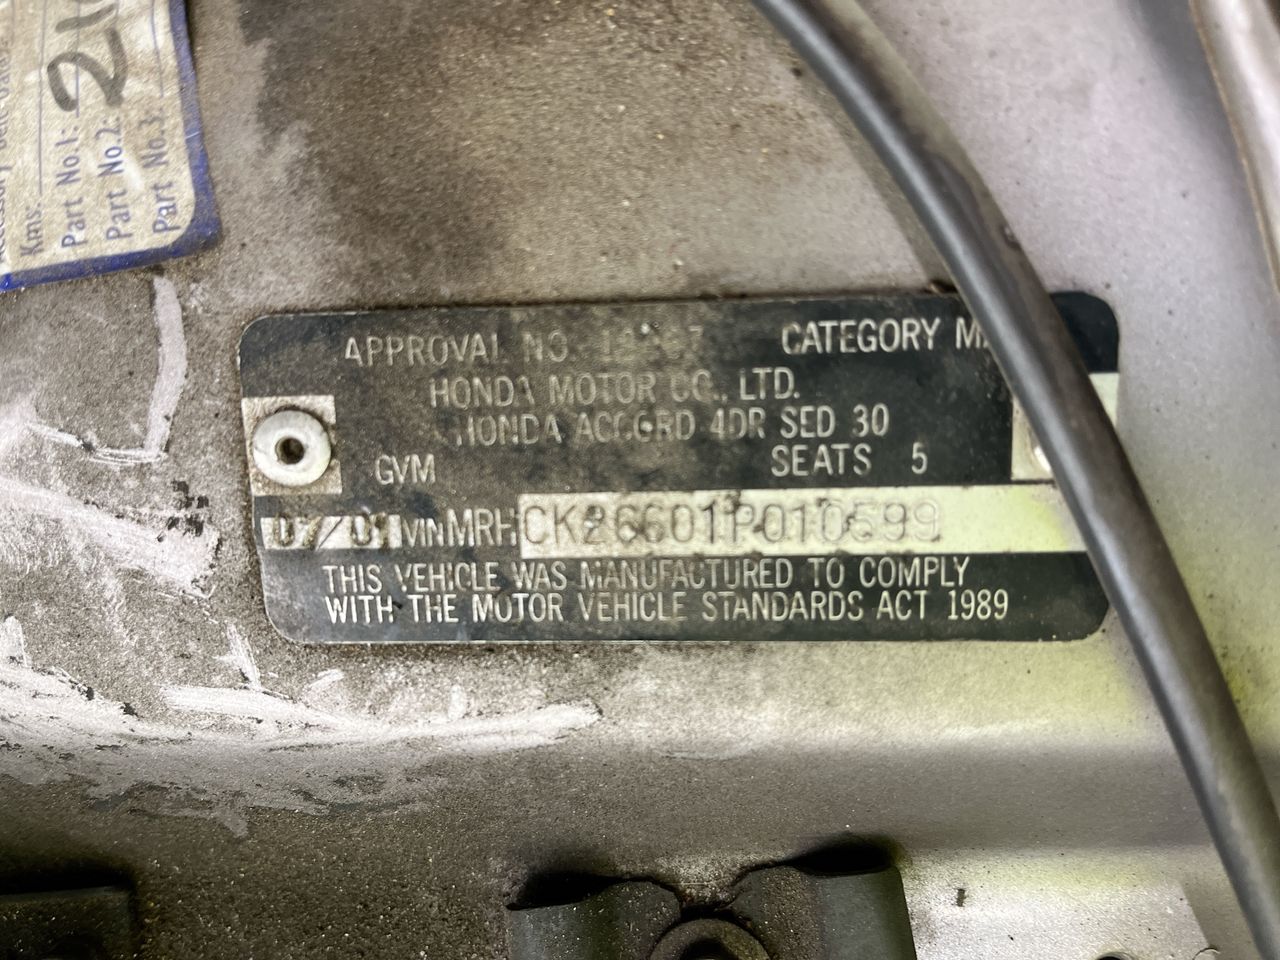 Kms:
Part No.1:
Part No.2:
Part No.3:
APPROVAL NO. CATEGORY
HONDA MOTOR CO., LTD.
HONDA ACCORD 4DR SED 30
GVM SEATS 5
07/01 VIN MRHCK26601P010599
THIS VEHICLE WAS MANUFACTURED TO COMPLY
WITH THE MOTOR VEHICLE STANDARDS ACT 1989